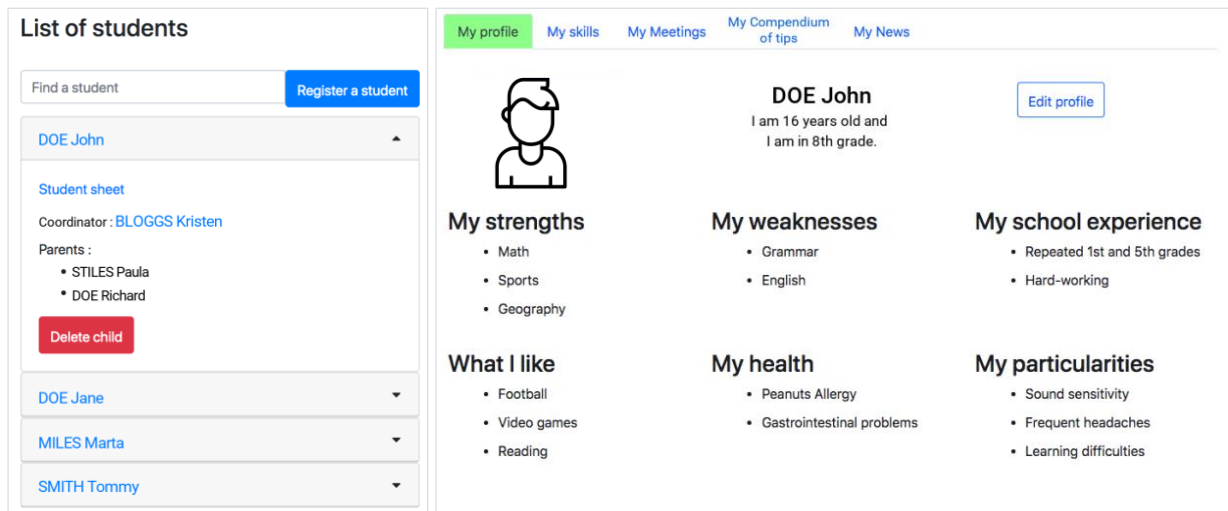 List of students
Find a student
Register a student
DOE John
Student sheet
Coordinator : BLOGGS Kristen
Parents :
• STILES Paula
• DOE Richard
Delete child
DOE Jane
MILES Marta
SMITH Tommy
My profile
My skills
My Meetings
My Compendium
of tips
My News
DOE John
I am 16 years old and
I am in 8th grade.
Edit profile
My strengths
• Math
• Sports
• Geography
My weaknesses
• Grammar
• English
My school experience
• Repeated 1st and 5th grades
• Hard-working
What I like
• Football
• Video games
• Reading
My health
• Peanuts Allergy
• Gastrointestinal problems
My particularities
• Sound sensitivity
• Frequent headaches
• Learning difficulties